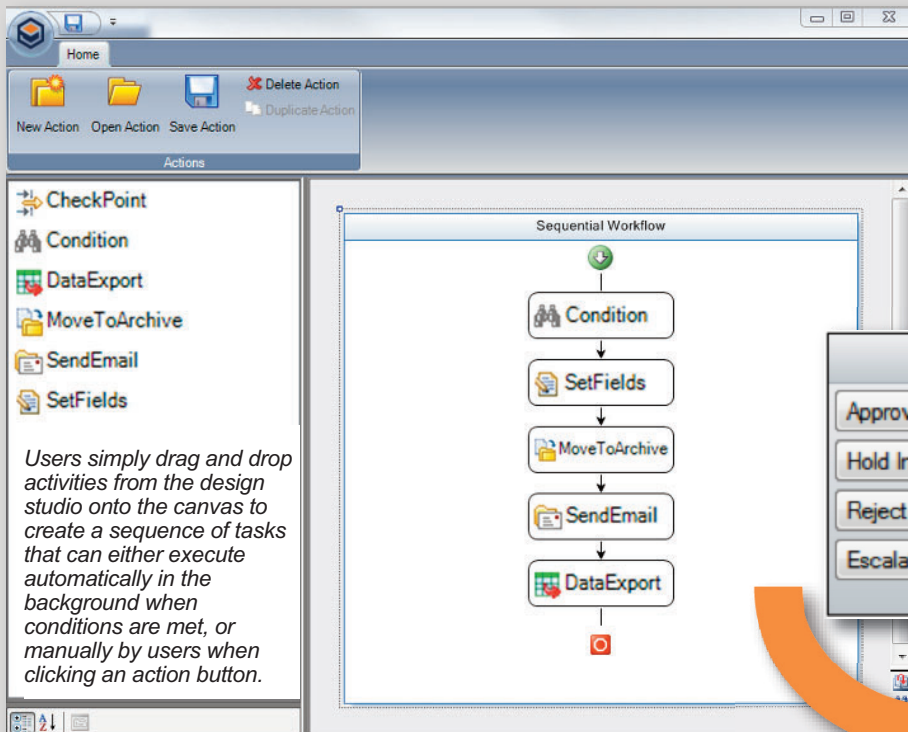 Home
New Action
Open Action
Save Action
Delete Action
Duplicate Action
Actions
CheckPoint
Condition
DataExport
MoveToArchive
SendEmail
SetFields
Users simply drag and drop
activities from the design
studio onto the canvas to
create a sequence of tasks
that can either execute
automatically in the
background when
conditions are met, or
manually by users when
clicking an action button.
Sequential Workflow
Condition
SetFields
MoveToArchive
SendEmail
DataExport
Hold
Reject